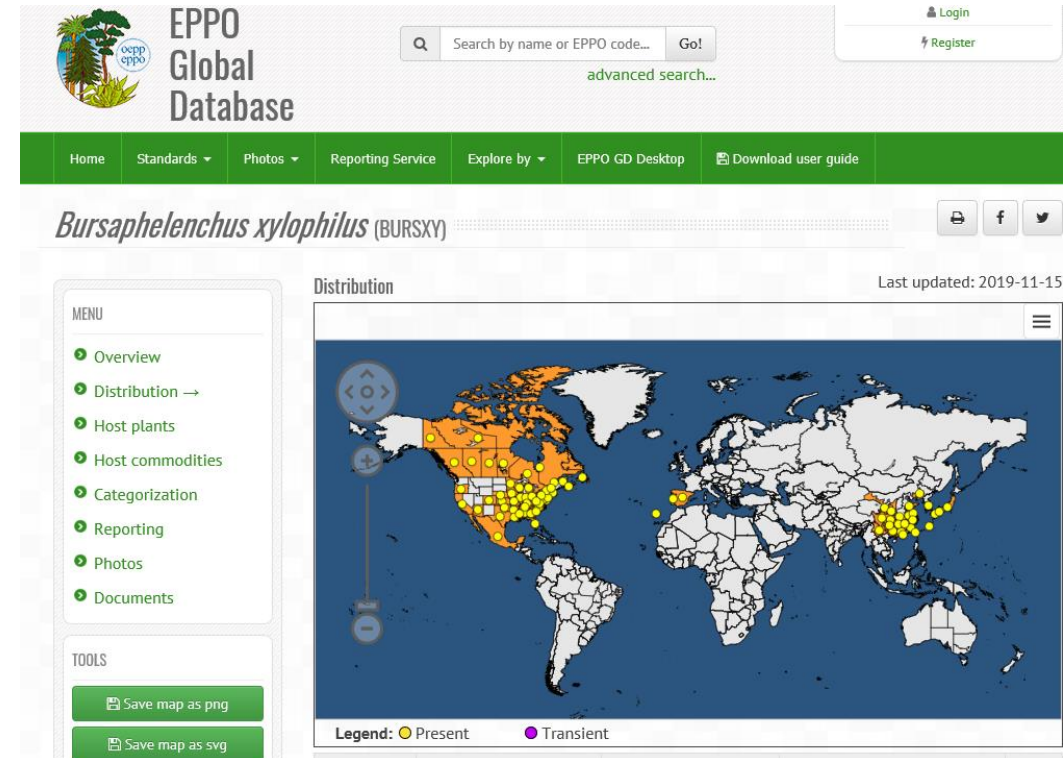 EPPO
Global
Database
oepp
eppo
Search by name or EPPO code... Go!
advanced search...
Login
Register
Home Standards Photos Reporting Service Explore by EPPO GD Desktop Download user guide
Bursaphelenchus xylophilus (BURSXY)
MENU
Overview
Distribution →
Host plants
Host commodities
Categorization
Reporting
Photos
Documents
TOOLS
Save map as png
Save map as svg
Distribution Last updated: 2019-11-15
Legend: Present Transient